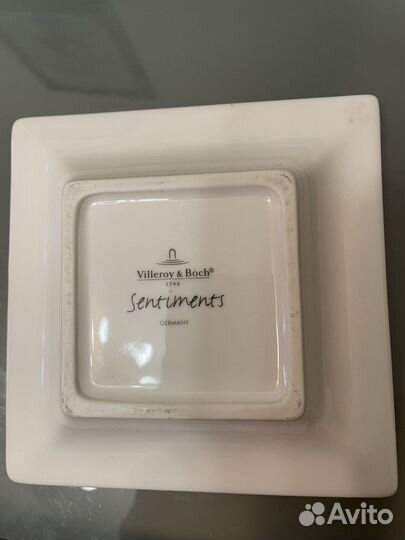 Villeroy & Boch©
1748
Sentiments
GERMANY
Avito